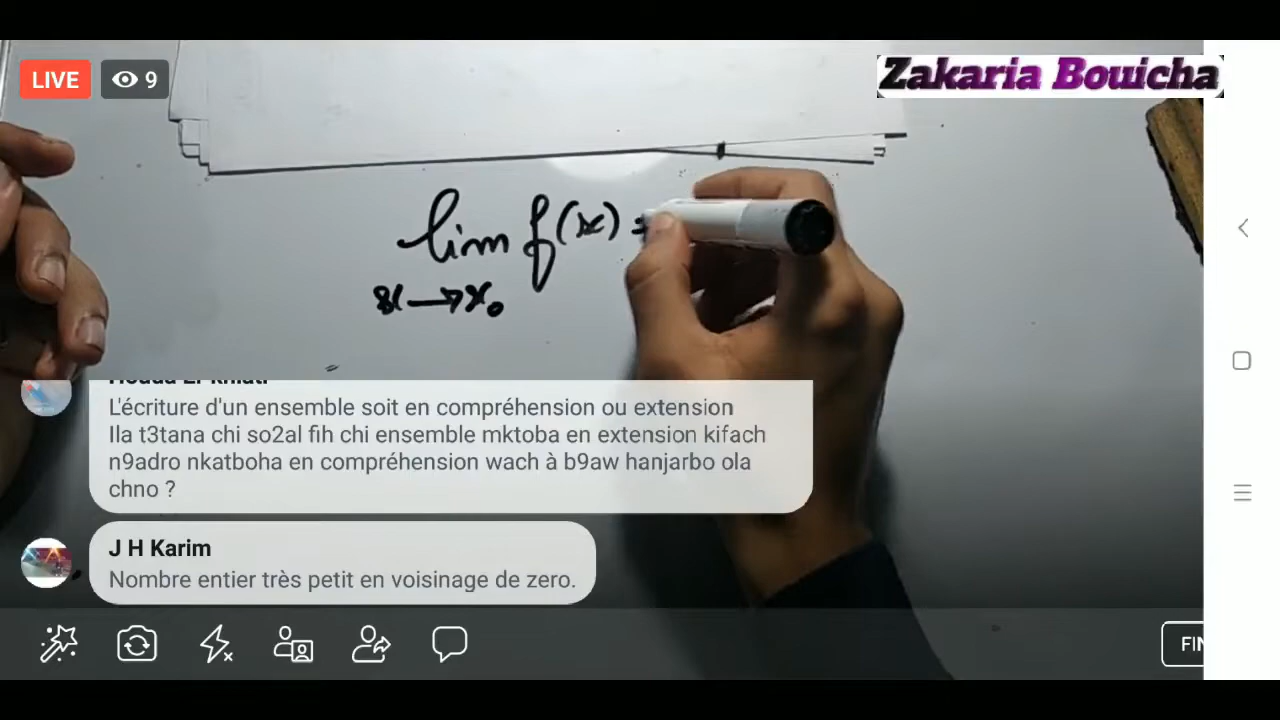 LIVE 9
Zakaria Bouicha
lim f(x) =
x → x₀
L'écriture d'un ensemble soit en compréhension ou extension
Ila t3tana chi so2al fih chi ensemble mktoba en extension kifach
n9adro nkatboha en compréhension wach à b9aw hanjarbo ola
chno ?
J H Karim
Nombre entier très petit en voisinage de zero.
FIN